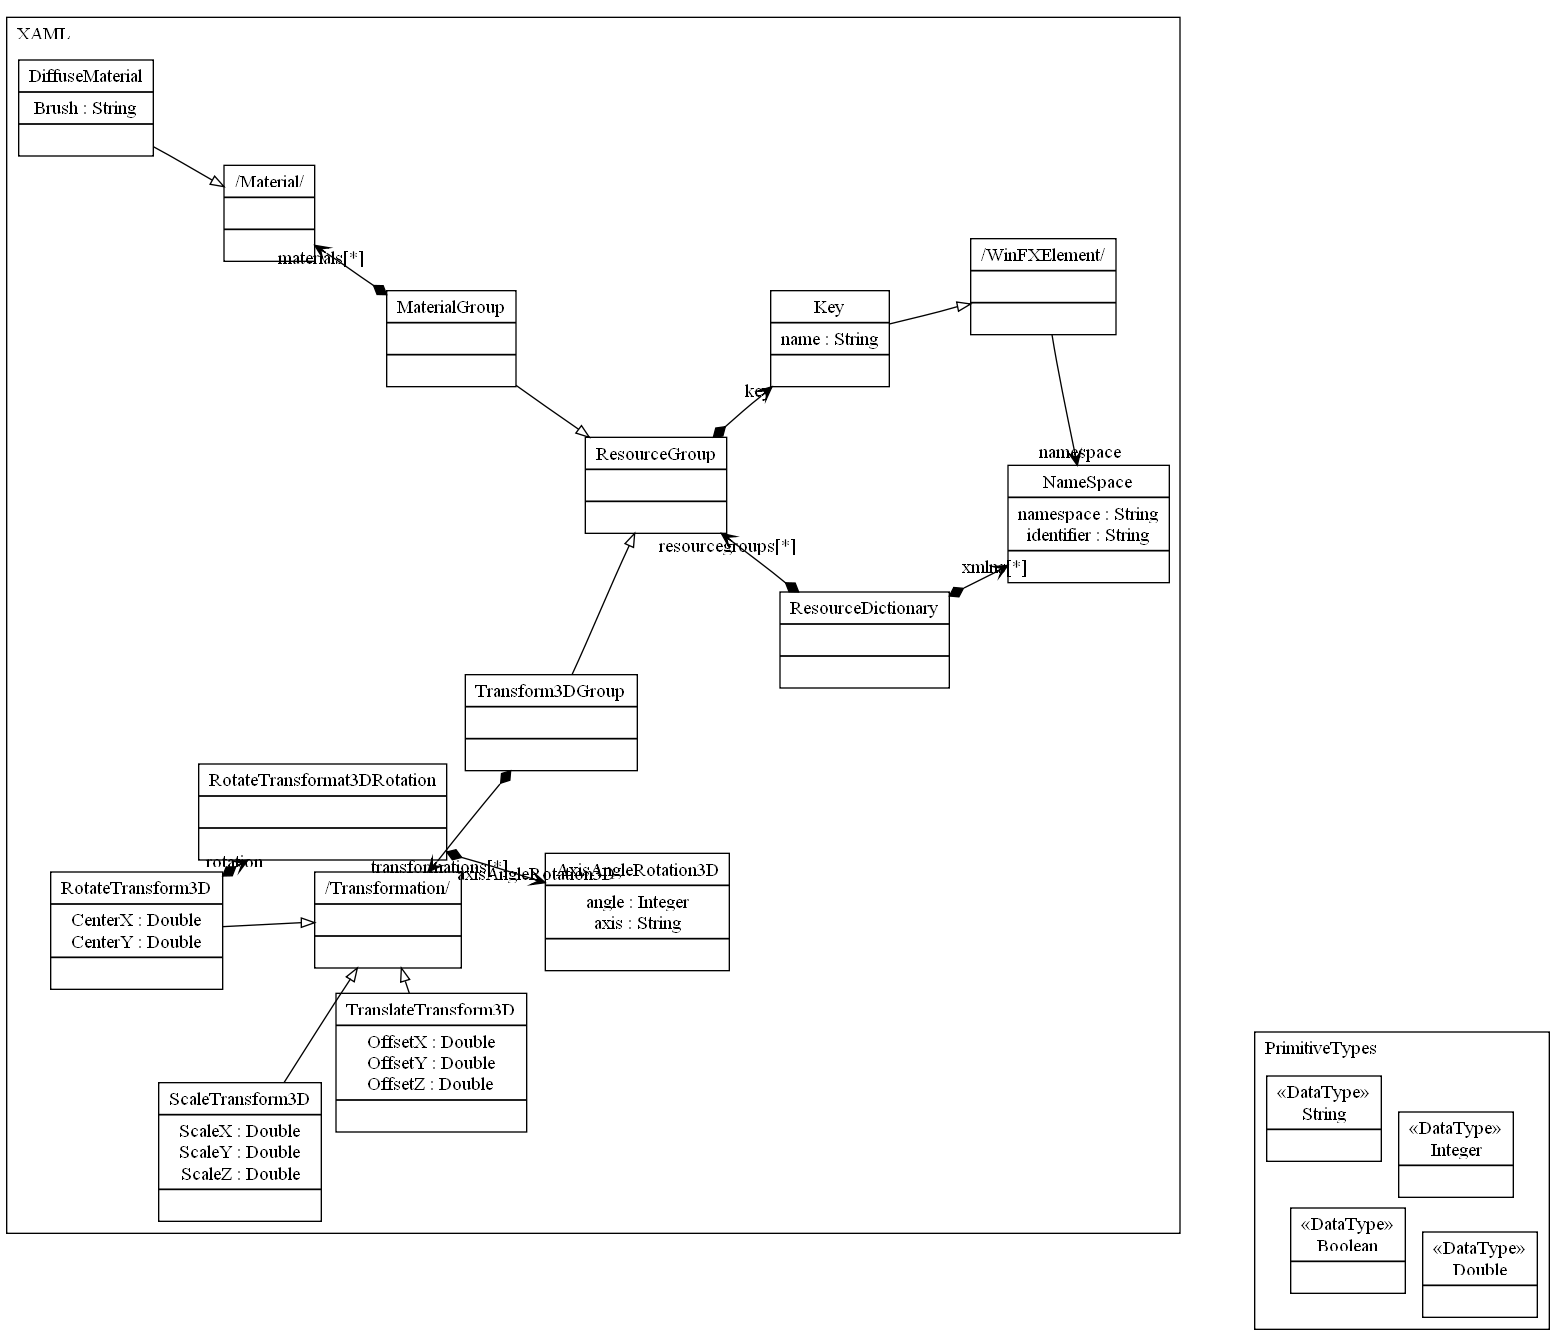 XAML
DiffuseMaterial
Brush : String
/Material/
materials[*]
MaterialGroup
Key
name : String
/WinFXElement/
key
ResourceGroup
namespace
NameSpace
namespace : String
identifier : String
resourcegroups[*]
xmlns[*]
ResourceDictionary
Transform3DGroup
RotateTransformat3DRotation
rotation
transformations[*]
axisAngleRotation3D
AxisAngleRotation3D
angle : Integer
axis : String
RotateTransform3D
CenterX : Double
CenterY : Double
/Transformation/
TranslateTransform3D
OffsetX : Double
OffsetY : Double
OffsetZ : Double
ScaleTransform3D
ScaleX : Double
ScaleY : Double
ScaleZ : Double
PrimitiveTypes
«DataType»
String
«DataType»
Integer
«DataType»
Boolean
«DataType»
Double